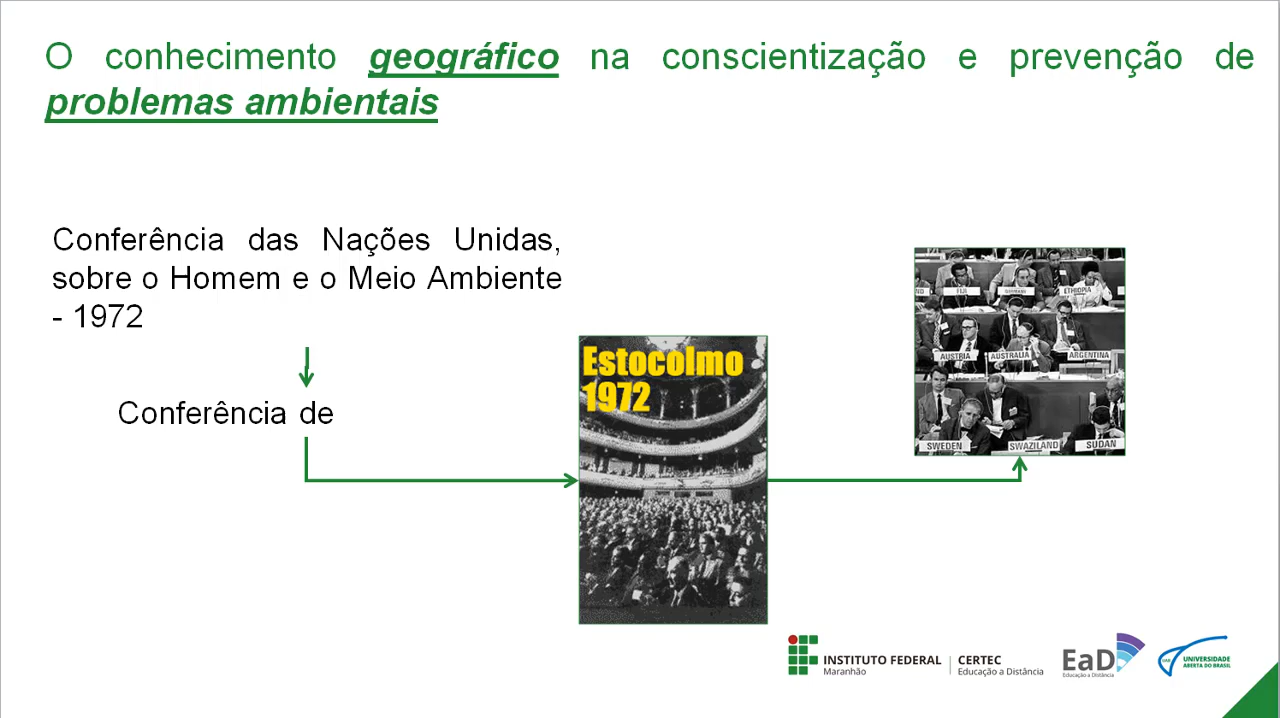 O conhecimento geográfico na conscientização e prevenção de
problemas ambientais
Conferência das Nações Unidas,
sobre o Homem e o Meio Ambiente
- 1972
Conferência de
Estocolmo
1972
FIJI
GERMANY
ETHIOPIA
AUSTRIA
AUSTRALIA
ARGENTINA
SWEDEN
SWAZILAND
SUDAN
INSTITUTO FEDERAL
Maranhão
CERTEC
Educação a Distância
EaD
Educação a Distância
UAB
UNIVERSIDADE
ABERTA DO BRASIL